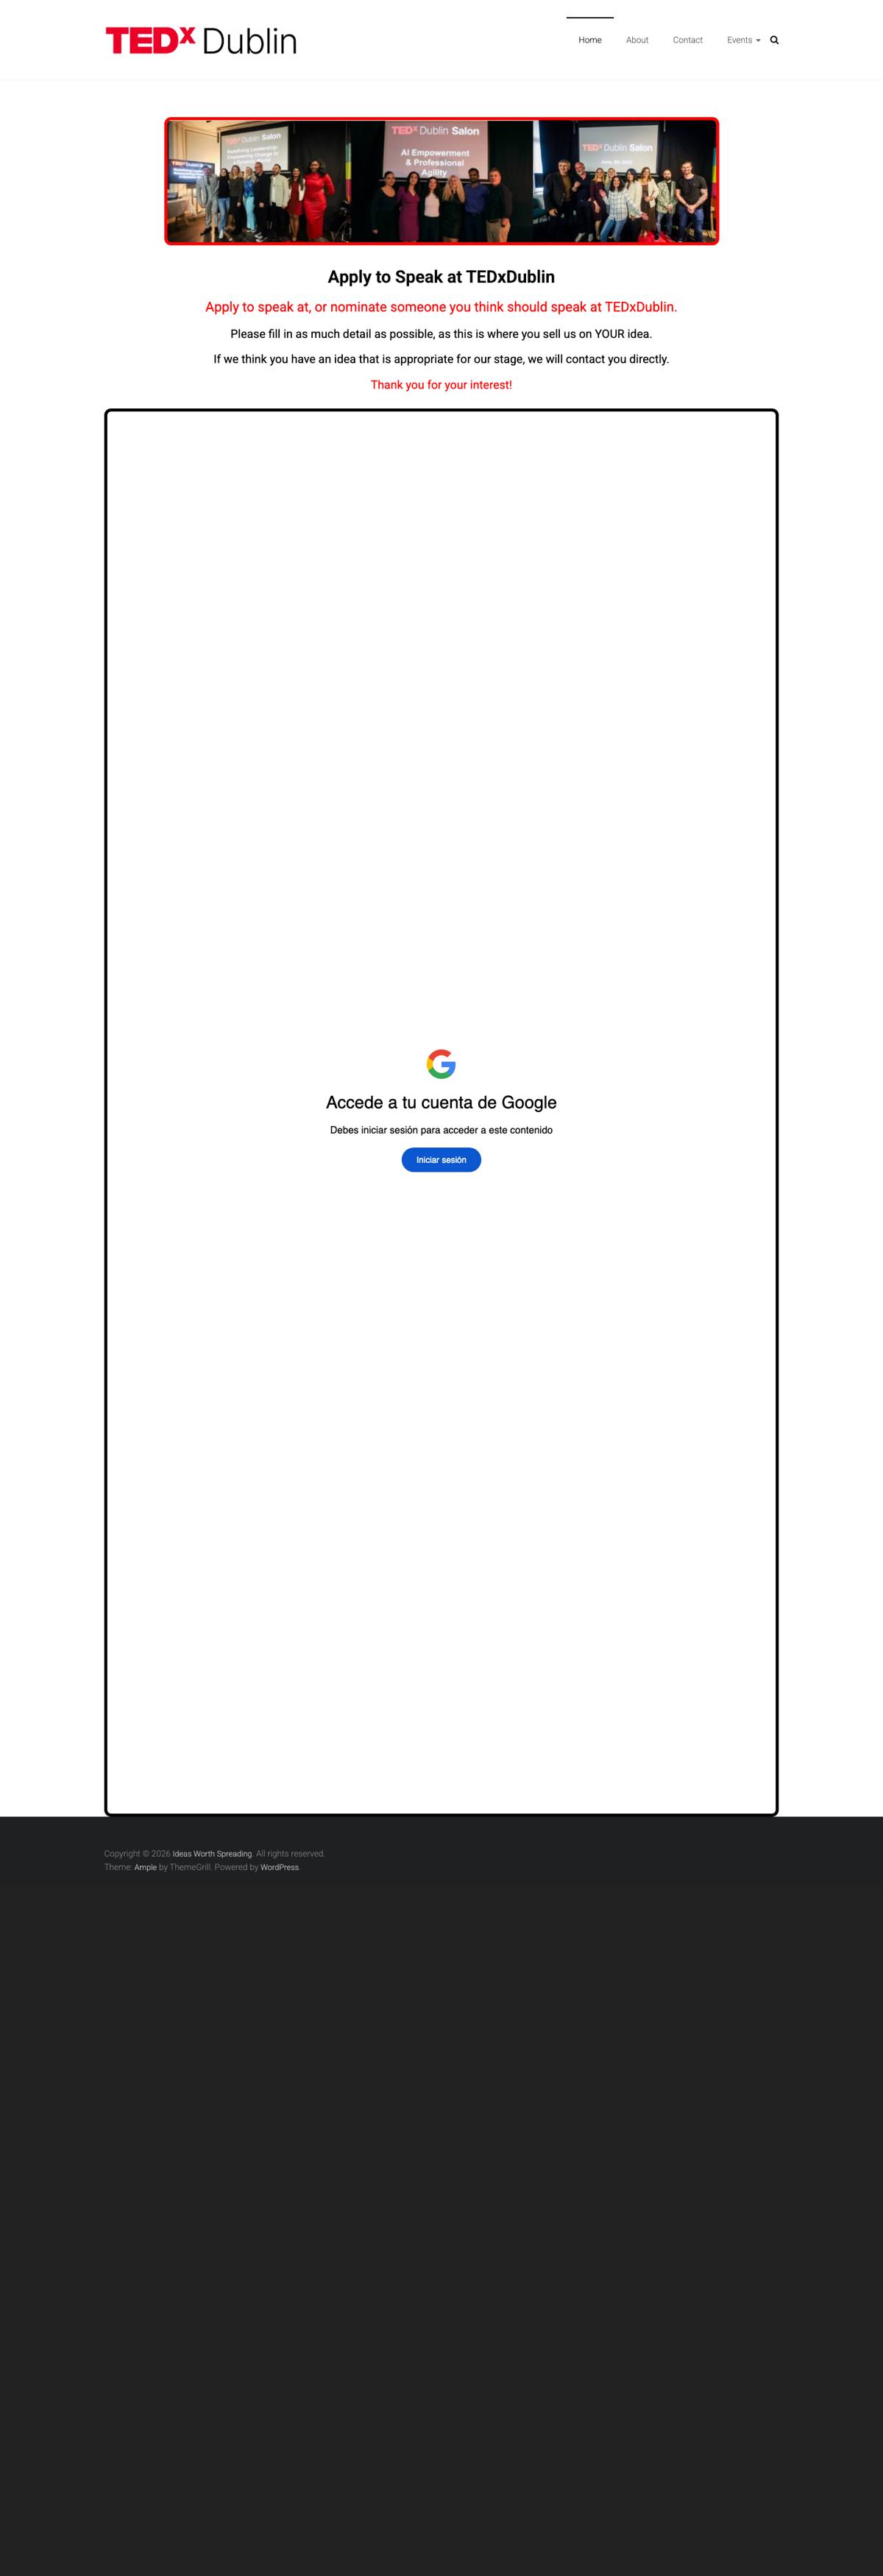 TEDx Dublin
Home
About
Contact
Events
TEDx Dublin Salon
TEDx Dublin Salon
AI Empowerment
& Professional
Agility
TEDx Dublin Salon
Apply to Speak at TEDxDublin
Apply to speak at, or nominate someone you think should speak at TEDxDublin.
Please fill in as much detail as possible, as this is where you sell us on YOUR idea.
If we think you have an idea that is appropriate for our stage, we will contact you directly.
Thank you for your interest!
Accede a tu cuenta de Google
Debes iniciar sesión para acceder a este contenido
Iniciar sesión
Copyright © 2026 Ideas Worth Spreading. All rights reserved.
Theme: Ample by ThemeGrill. Powered by WordPress.